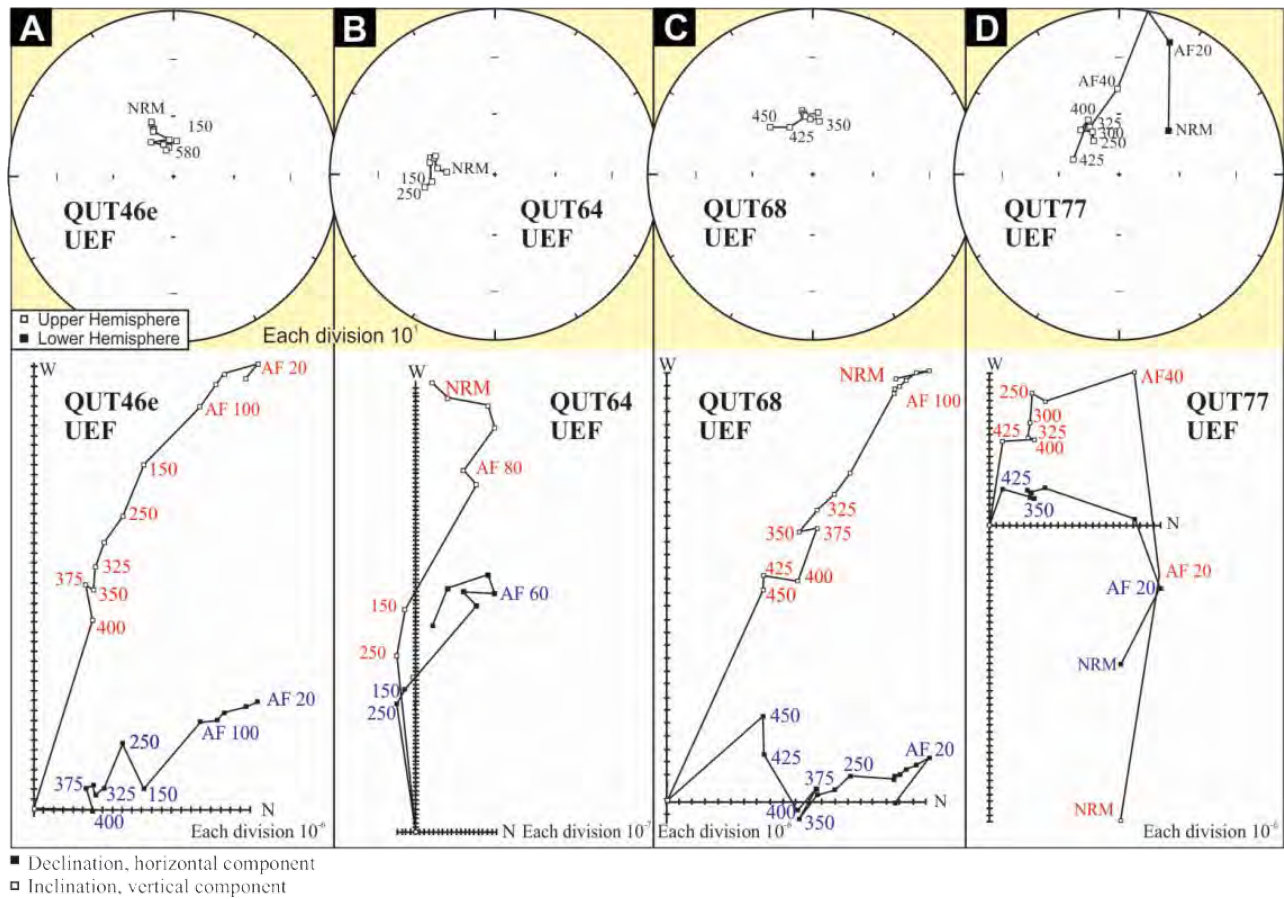 A
NRM
150
580
QUT46e
UEF
B
NRM
150
250
QUT64
UEF
C
450
350
425
QUT68
UEF
D
AF20
AF40
400
325
NRM
300
250
425
QUT77
UEF
Upper Hemisphere
Lower Hemisphere
Each division 10¹
W
QUT46e
UEF
AF 20
AF 100
150
250
325
375
350
400
AF 20
AF 100
250
375
325
150
400
N
Each division 10⁻⁶
W
NRM
QUT64
UEF
AF 80
150
250
AF 60
150
250
N
Each division 10⁻⁷
W
NRM
AF 100
QUT68
UEF
325
350
375
425
400
450
450
425
AF 20
250
375
400
350
N
Each division 10⁻⁶
W
AF40
250
QUT77
UEF
300
425
325
400
425
350
N
AF 20
AF 20
NRM
NRM
Each division 10⁻⁶
Declination, horizontal component
Inclination, vertical component